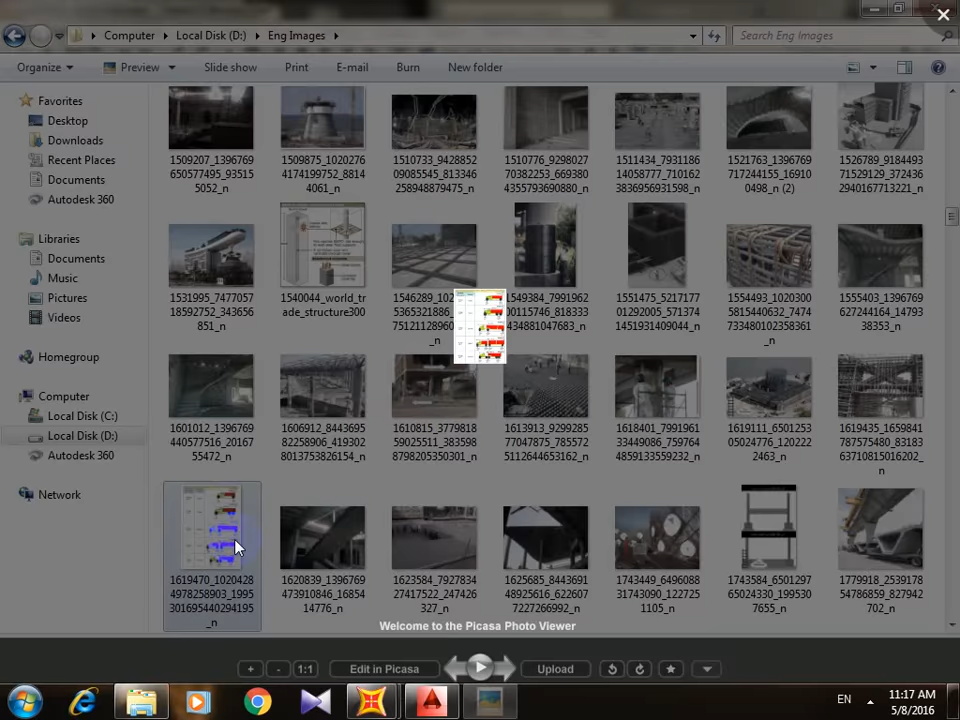 Computer
Local Disk (D:)
Eng Images
Search Eng Images
Organize
Preview
Slide show
Print
E-mail
Burn
New folder
Favorites
Desktop
Downloads
Recent Places
Documents
Autodesk 360
Libraries
Documents
Music
Pictures
Videos
Homegroup
Computer
Local Disk (C:)
Local Disk (D:)
Autodesk 360
Network
1509207_1396769
650577495_93515
5052_n
1509875_1020276
4174199752_8814
4061_n
1510733_9428852
09085545_813346
258948879475_n
1510776_9298027
70382253_669380
4355793690880_n
1511434_7931186
14058777_710162
3836956931598_n
1521763_1396769
717244155_16910
0498_n (2)
1526789_9184493
71529129_372436
2940167713221_n
1531995_7477057
18592752_343656
851_n
1540044_world_tr
ade_structure300
1551475_5217177
01292005_571374
1451931409044_n
1554493_1020300
5815440632_7474
733480102358361
_n
1555403_1396769
627244164_14793
38353_n
1601012_1396769
440577516_20167
55472_n
1606912_8443695
82258906_419302
8013753826154_n
1610815_3779818
59025511_383598
8798205350301_n
1613913_9299285
77047875_785572
5112644653162_n
1618401_7991961
33449086_759764
4859133559232_n
1619111_6501253
05024776_120222
2463_n
1619435_1659841
787575480_83183
63710815016202_
n
1619470_1020428
4978258903_1995
301695440294195
_n
1620839_1396769
473910846_16854
14776_n
1623584_7927834
27417522_247426
327_n
1625685_8443691
48925616_622607
7227266992_n
1743449_6496088
31743090_122725
1105_n
1743584_6501297
65024330_199530
7655_n
1779918_2539178
54786859_827942
702_n
Welcome to the Picasa Photo Viewer
+
-
1:1
Edit in Picasa
Upload
EN
11:17 AM
5/8/2016